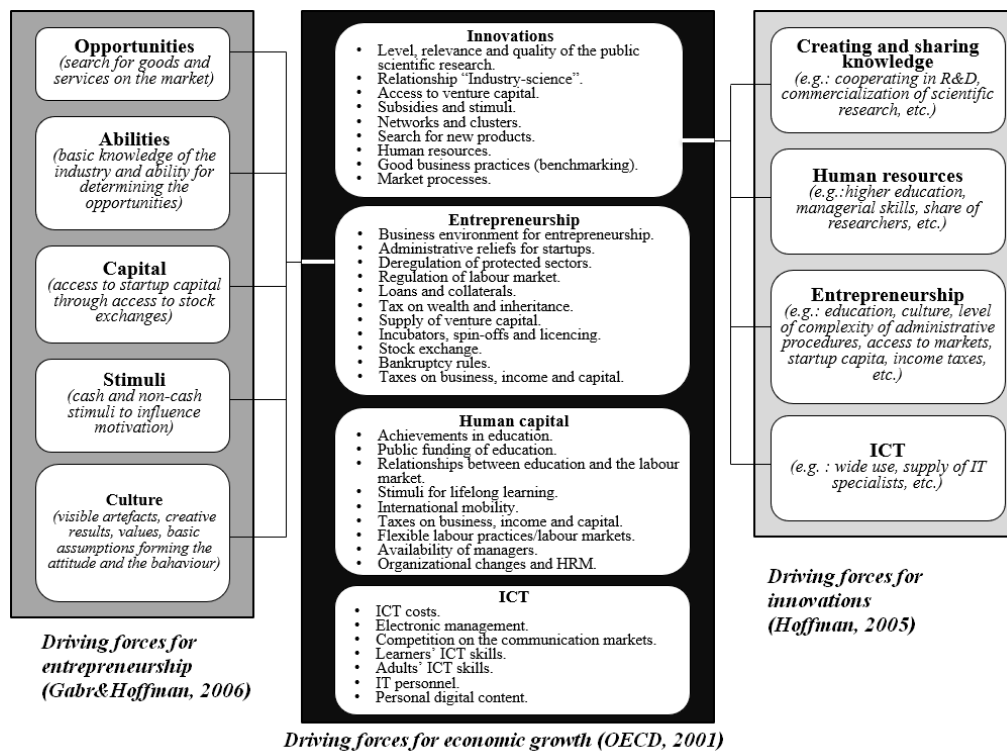 Opportunities
(search for goods and
services on the market)
Abilities
(basic knowledge of the
industry and ability for
determining the
opportunities)
Capital
(access to startup capital
through access to stock
exchanges)
Stimuli
(cash and non-cash
stimuli to influence
motivation)
Culture
(visible artefacts, creative
results, values, basic
assumptions forming the
attitude and the bahaviour)
Driving forces for
entrepreneurship
(Gabr&Hoffman, 2006)
Innovations
• Level, relevance and quality of the public
scientific research.
• Relationship “Industry-science”.
• Access to venture capital.
• Subsidies and stimuli.
• Networks and clusters.
• Search for new products.
• Human resources.
• Good business practices (benchmarking).
• Market processes.
Entrepreneurship
• Business environment for entrepreneurship.
• Administrative reliefs for startups.
• Deregulation of protected sectors.
• Regulation of labour market.
• Loans and collaterals.
• Tax on wealth and inheritance.
• Supply of venture capital.
• Incubators, spin-offs and licencing.
• Stock exchange.
• Bankruptcy rules.
• Taxes on business, income and capital.
Human capital
• Achievements in education.
• Public funding of education.
• Relationships between education and the labour
market.
• Stimuli for lifelong learning.
• International mobility.
• Taxes on business, income and capital.
• Flexible labour practices/labour markets.
• Availability of managers.
• Organizational changes and HRM.
ICT
• ICT costs.
• Electronic management.
• Competition on the communication markets.
• Learners’ ICT skills.
• Adults’ ICT skills.
• IT personnel.
• Personal digital content.
Driving forces for economic growth (OECD, 2001)
Creating and sharing
knowledge
(e.g.: cooperating in R&D,
commercialization of scientific
research, etc.)
Human resources
(e.g.:higher education,
managerial skills, share of
researchers, etc.)
Entrepreneurship
(e.g.: education, culture, level
of complexity of administrative
procedures, access to markets,
startup capita, income taxes,
etc.)
ICT
(e.g. : wide use, supply of IT
specialists, etc.)
Driving forces for
innovations
(Hoffman, 2005)